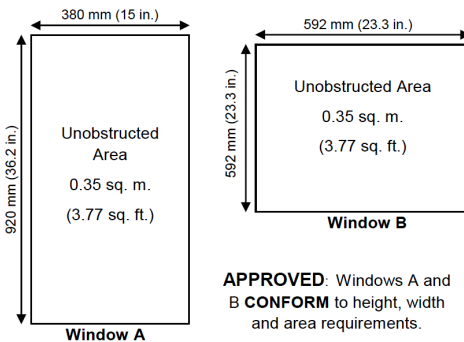 380 mm (15 in.)
920 mm (36.2 in.)
Unobstructed
Area
0.35 sq. m.
(3.77 sq. ft.)
Window A
592 mm (23.3 in.)
592 mm (23.3 in.)
Unobstructed Area
0.35 sq. m.
(3.77 sq. ft.)
Window B
APPROVED: Windows A and
B CONFORM to height, width
and area requirements.